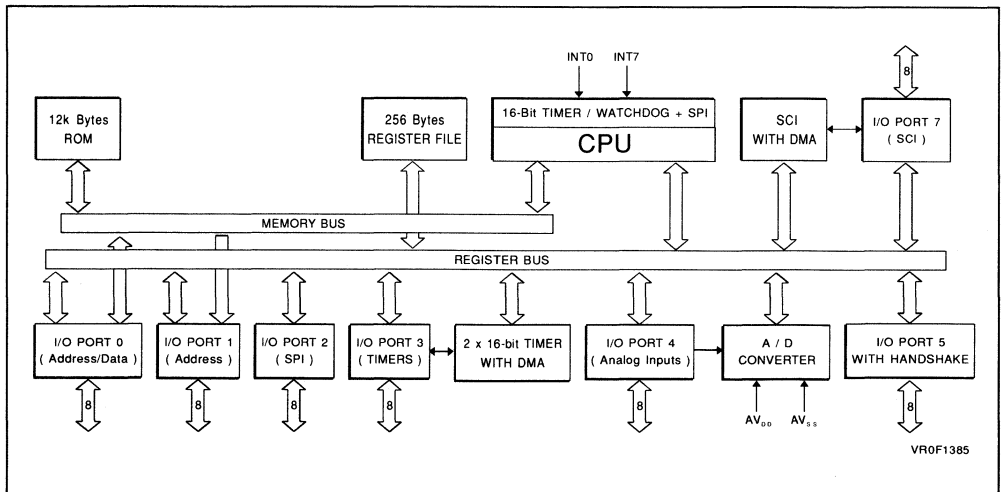 INT0 INT7
8
12k Bytes
ROM
256 Bytes
REGISTER FILE
16-Bit TIMER / WATCHDOG + SPI
CPU
SCI
WITH DMA
I/O PORT 7
( SCI )
MEMORY BUS
REGISTER BUS
I/O PORT 0
( Address/Data )
I/O PORT 1
( Address )
I/O PORT 2
( SPI )
I/O PORT 3
( TIMERS )
2 x 16-bit TIMER
WITH DMA
I/O PORT 4
( Analog Inputs )
A / D
CONVERTER
I/O PORT 5
WITH HANDSHAKE
8 8 8 8 8 8
AVDD AVSS
VR0F1385